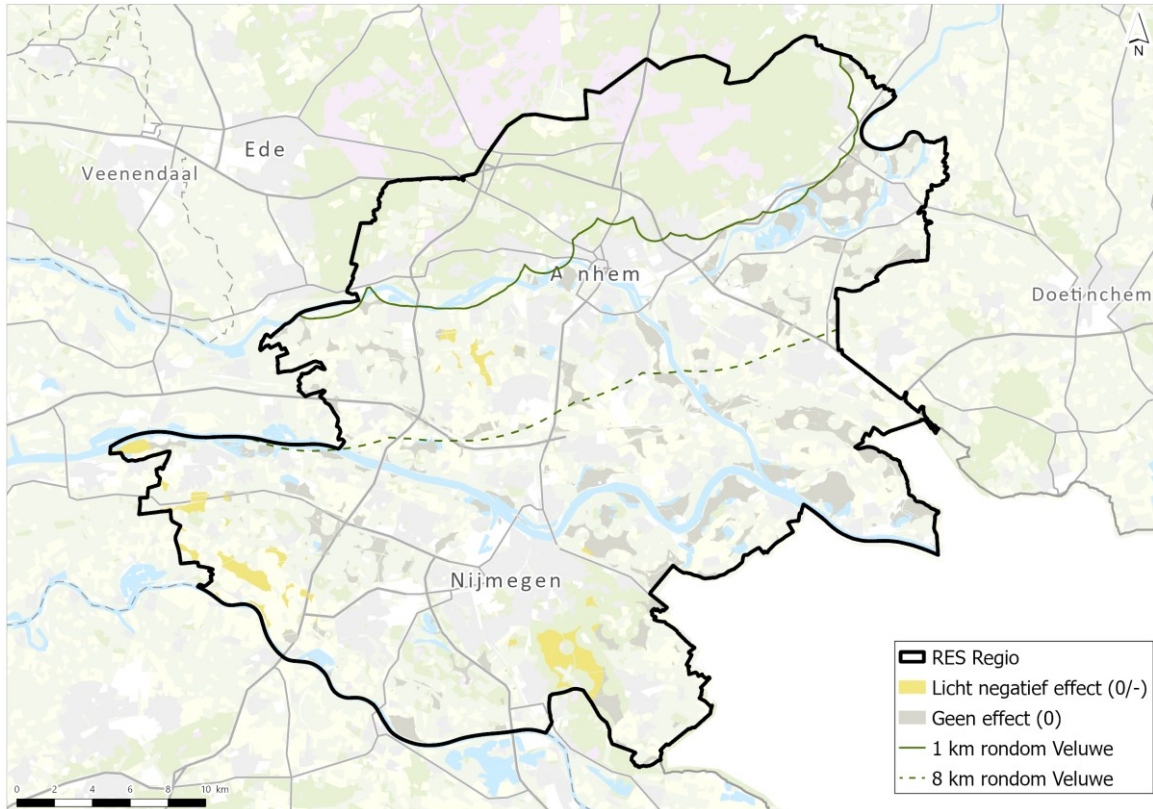 N
Ede
Veenendaal
A nhem
Doetinchem
Nijmegen
RES Regio
Licht negatief effect (0/-)
Geen effect (0)
1 km rondom Veluwe
8 km rondom Veluwe
0 2 4 6 8 10 km